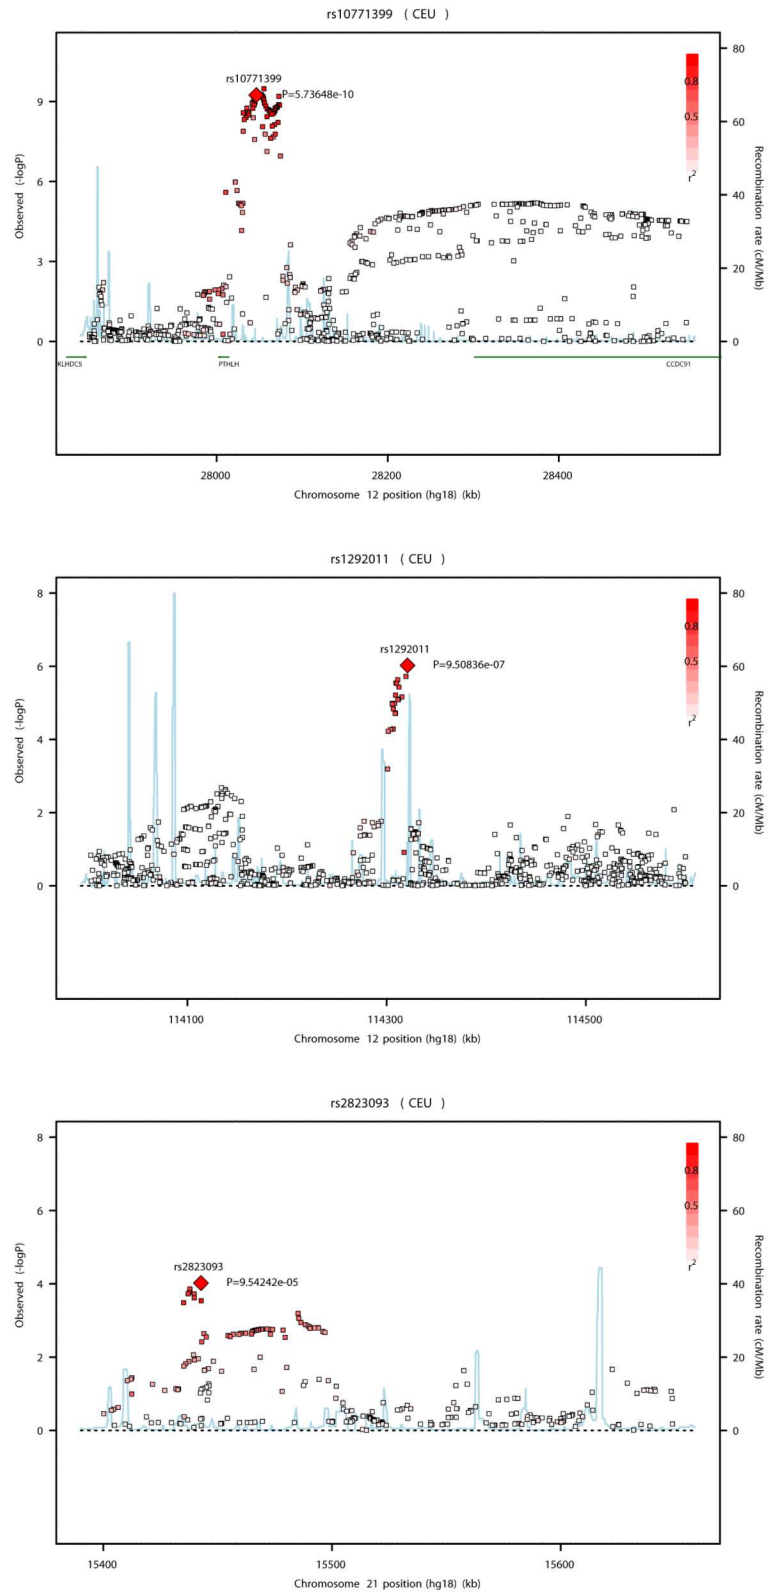 rs10771399 ( CEU )
80
rs10771399
0.8
P=5.73648e-10
9
0.5
60
6
r2
40
3
20
0
0
KLHDC5
PTHLH
CCDC91
Observed (-logP)
Recombination rate (cM/Mb)
28000
28200
28400
Chromosome 12 position (hg18) (kb)
rs1292011 ( CEU )
8
80
0.8
rs1292011
P=9.50836e-07
0.5
6
60
r2
4
40
2
20
0
0
Observed (-logP)
Recombination rate (cM/Mb)
114100
114300
114500
Chromosome 12 position (hg18) (kb)
rs2823093 ( CEU )
8
80
0.8
6
60
0.5
rs2823093
r2
P=9.54242e-05
4
40
2
20
0
0
Observed (-logP)
Recombination rate (cM/Mb)
15400
15500
15600
Chromosome 21 position (hg18) (kb)